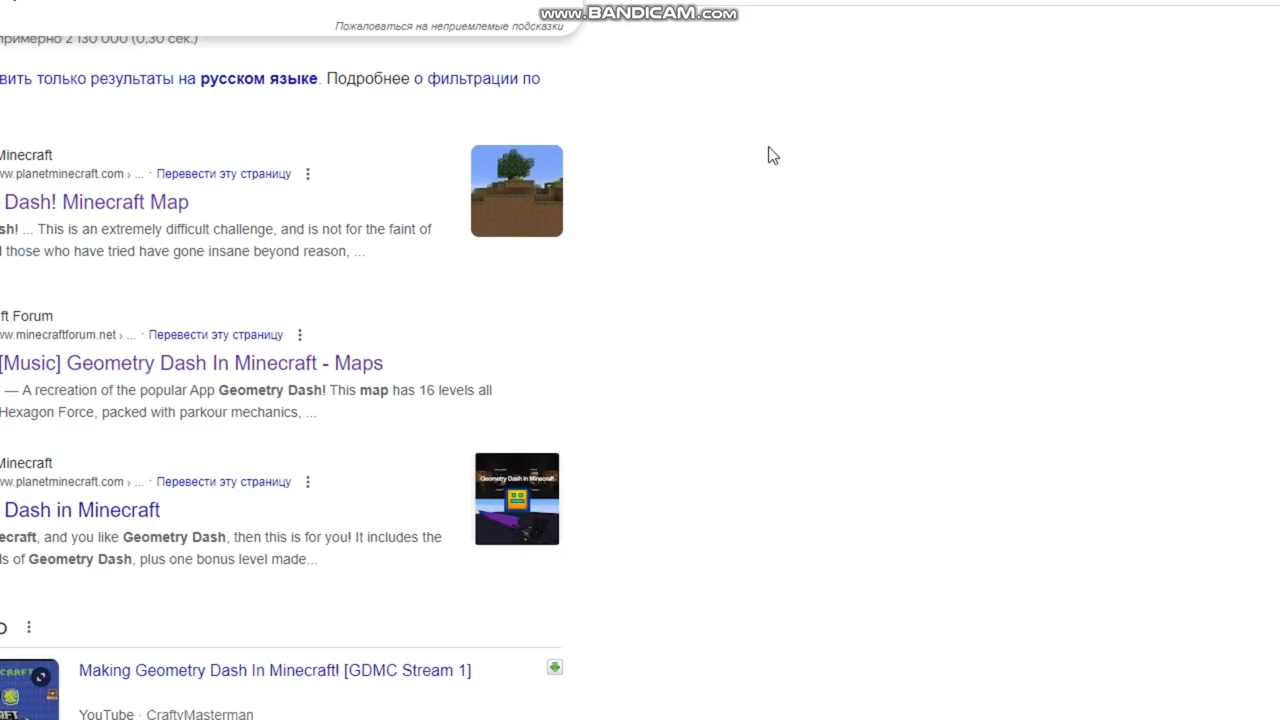 www.BANDICAM.com
Пожаловаться на неприемлемые подсказки
примерно 2 130 000 (0,30 сек.)
вить только результаты на русском языке. Подробнее о фильтрации по
Minecraft
ww.planetminecraft.com › ... · Перевести эту страницу
Dash! Minecraft Map
sh! ... This is an extremely difficult challenge, and is not for the faint of
l those who have tried have gone insane beyond reason, ...
ft Forum
ww.minecraftforum.net › ... · Перевести эту страницу
[Music] Geometry Dash In Minecraft - Maps
— A recreation of the popular App Geometry Dash! This map has 16 levels all
Hexagon Force, packed with parkour mechanics, ...
Minecraft
ww.planetminecraft.com › ... · Перевести эту страницу
Geometry Dash In Minecraft
Dash in Minecraft
ecraft, and you like Geometry Dash, then this is for you! It includes the
ls of Geometry Dash, plus one bonus level made...
о
Making Geometry Dash In Minecraft! [GDMC Stream 1]
YouTube · CraftyMasterman